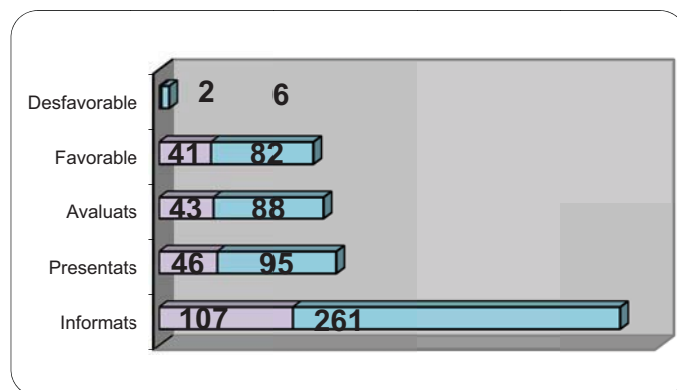 Desfavorable 2 6
Favorable 41 82
Avaluats 43 88
Presentats 46 95
Informats 107 261